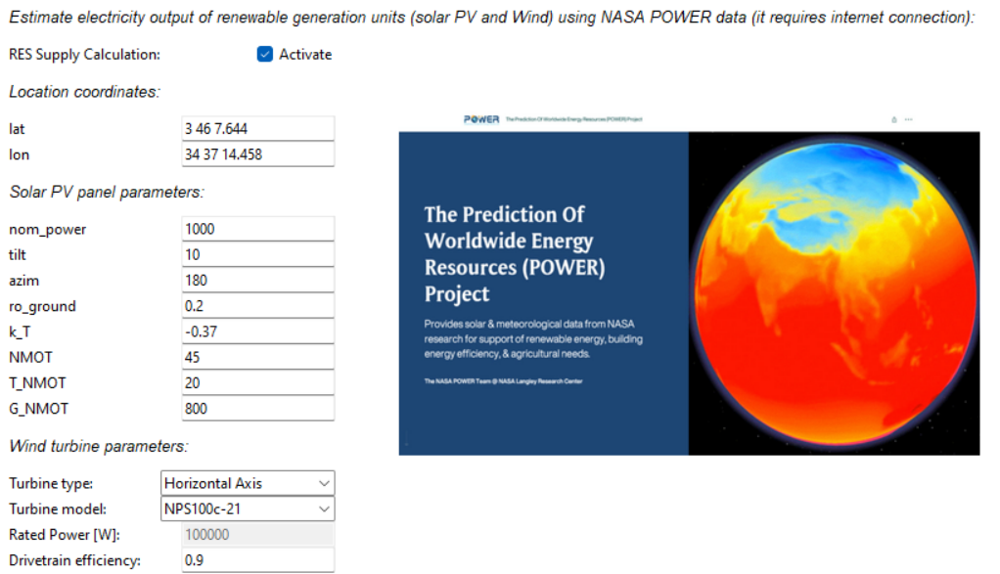 Estimate electricity output of renewable generation units (solar PV and Wind) using NASA POWER data (it requires internet connection):
RES Supply Calculation: Activate
Location coordinates:
lat 3 46 7.644
lon 34 37 14.458
Solar PV panel parameters:
nom_power 1000
tilt 10
azim 180
ro_ground 0.2
k_T -0.37
NMOT 45
T_NMOT 20
G_NMOT 800
Wind turbine parameters:
Turbine type: Horizontal Axis
Turbine model: NPS100c-21
Rated Power [W]: 100000
Drivetrain efficiency: 0.9
POWER The Prediction Of Worldwide Energy Resources (POWER) Project
The Prediction Of
Worldwide Energy
Resources (POWER)
Project
Provides solar & meteorological data from NASA
research for support of renewable energy, building
energy efficiency, & agricultural needs.
The NASA POWER Team @ NASA Langley Research Center